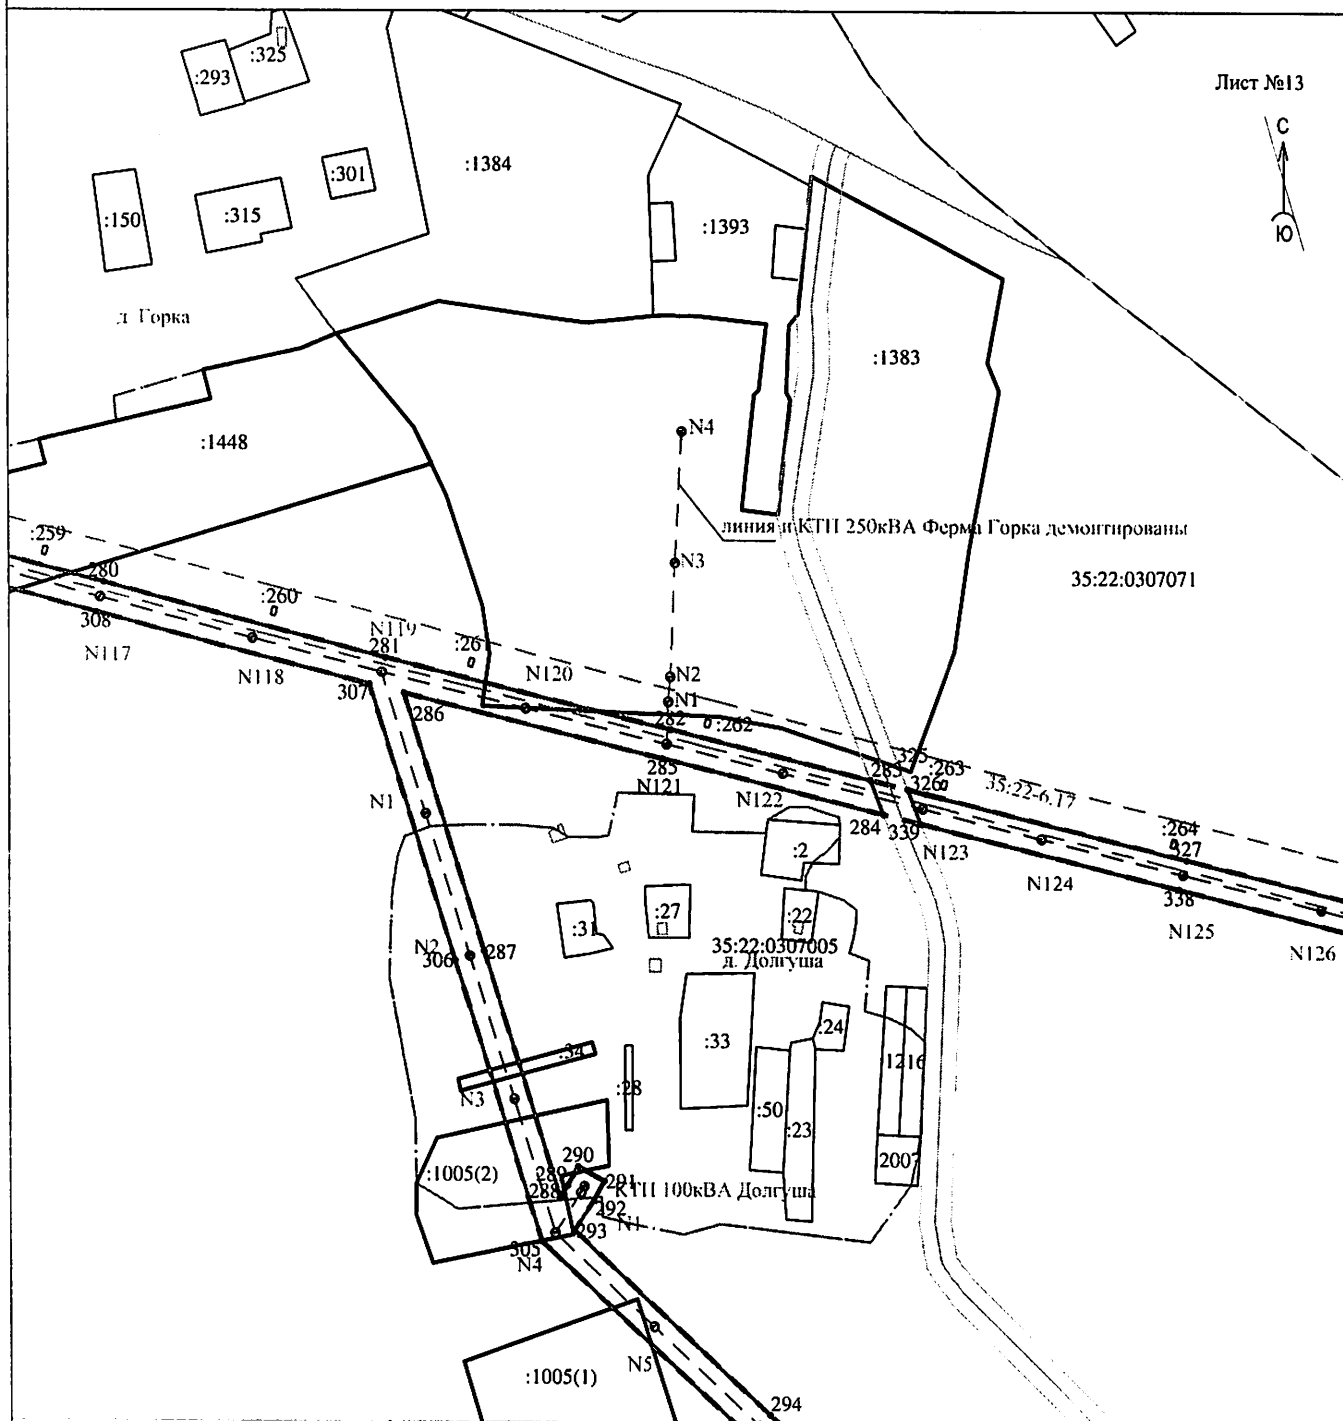 :325
:293
Лист №13
С
Ю
:1384
:301
:150
:315
:1393
д. Горка
:1383
:1448
N4
линия и КТП 250кВА Ферма Горка демонтированы
:259
N3
280
35:22:0307071
:260
308
N119
:261
N117
281
N118
N120
N2
307
N1
286
282
:262
325
283
:263
285
326
N121
35:22-6.17
N122
N1
284
339
N123
:264
:2
327
N124
338
:27
:22
:31
N125
N2
35:22:0307005
287
N126
306
д. Долгуша
:24
:33
:34
1216
:28
N3
:50
:23
290
2007
:1005(2)
289
291
288
КТП 100кВА Долгуша
292
N1
293
305
N4
N5
:1005(1)
294